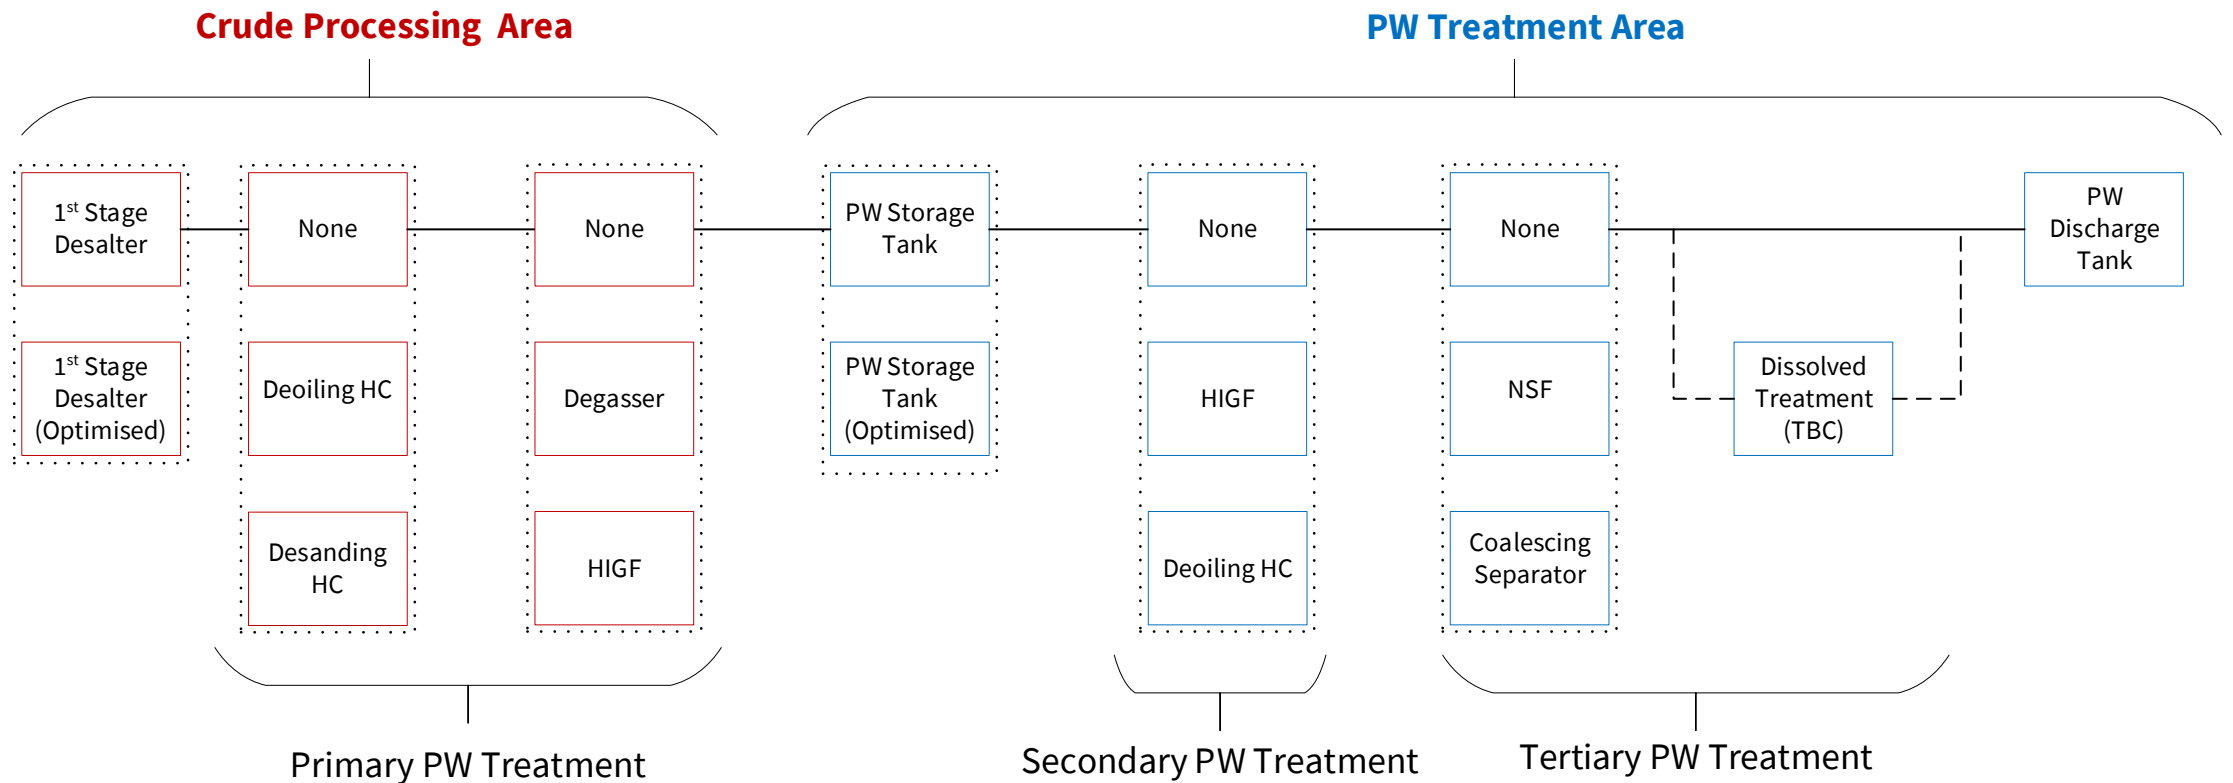 Crude Processing Area
PW Treatment Area
1st Stage
Desalter
None
None
PW Storage
Tank
None
None
PW
Discharge
Tank
1st Stage
Desalter
(Optimised)
Deoiling HC
Degasser
PW Storage
Tank
(Optimised)
HIGF
NSF
Dissolved
Treatment
(TBC)
Desanding
HC
HIGF
Deoiling HC
Coalescing
Separator
Primary PW Treatment
Secondary PW Treatment
Tertiary PW Treatment